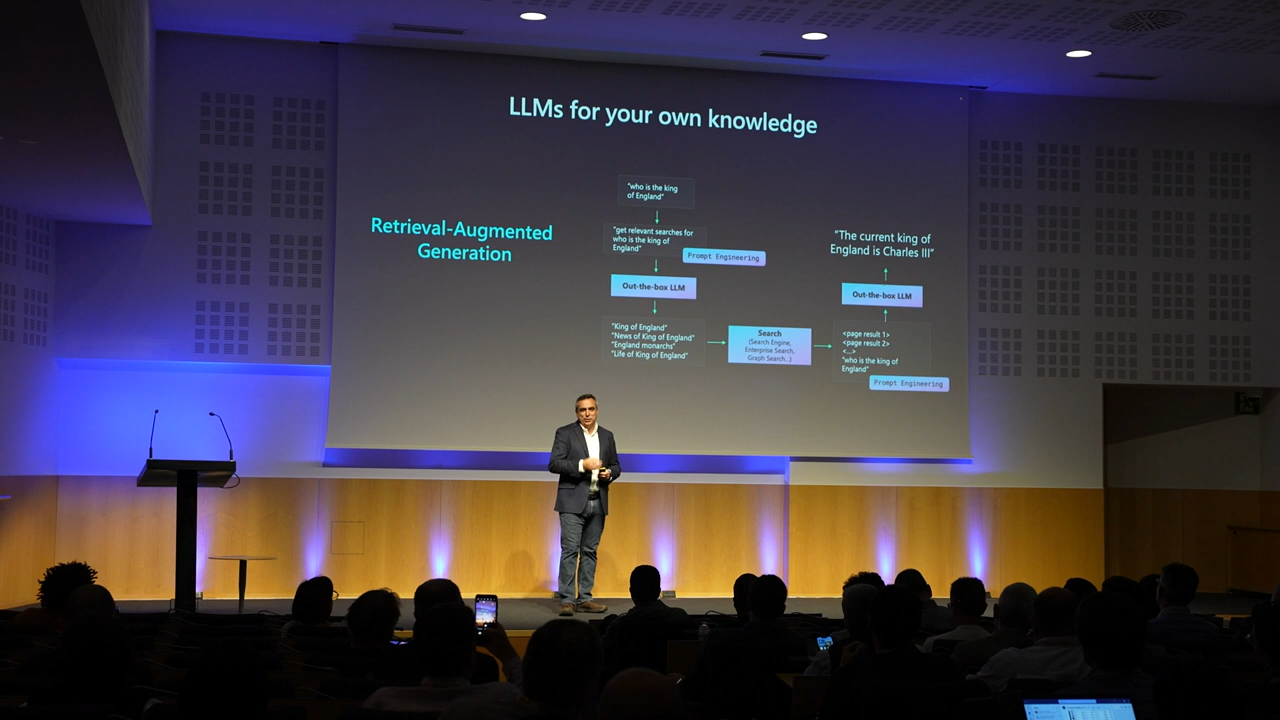 LLMs for your own knowledge
Retrieval-Augmented
Generation
"who is the king
of England"
"get relevant searches for
who is the king of
England"
Prompt Engineering
Out-the-box LLM
"King of England"
"News of King of England"
"England monarchs"
"Life of King of England"
Search
(Search Engine,
Enterprise Search,
Graph Search...)
<page result 1>
<page result 2>
<...>
"who is the king of
England"
Prompt Engineering
Out-the-box LLM
"The current king of
England is Charles III"